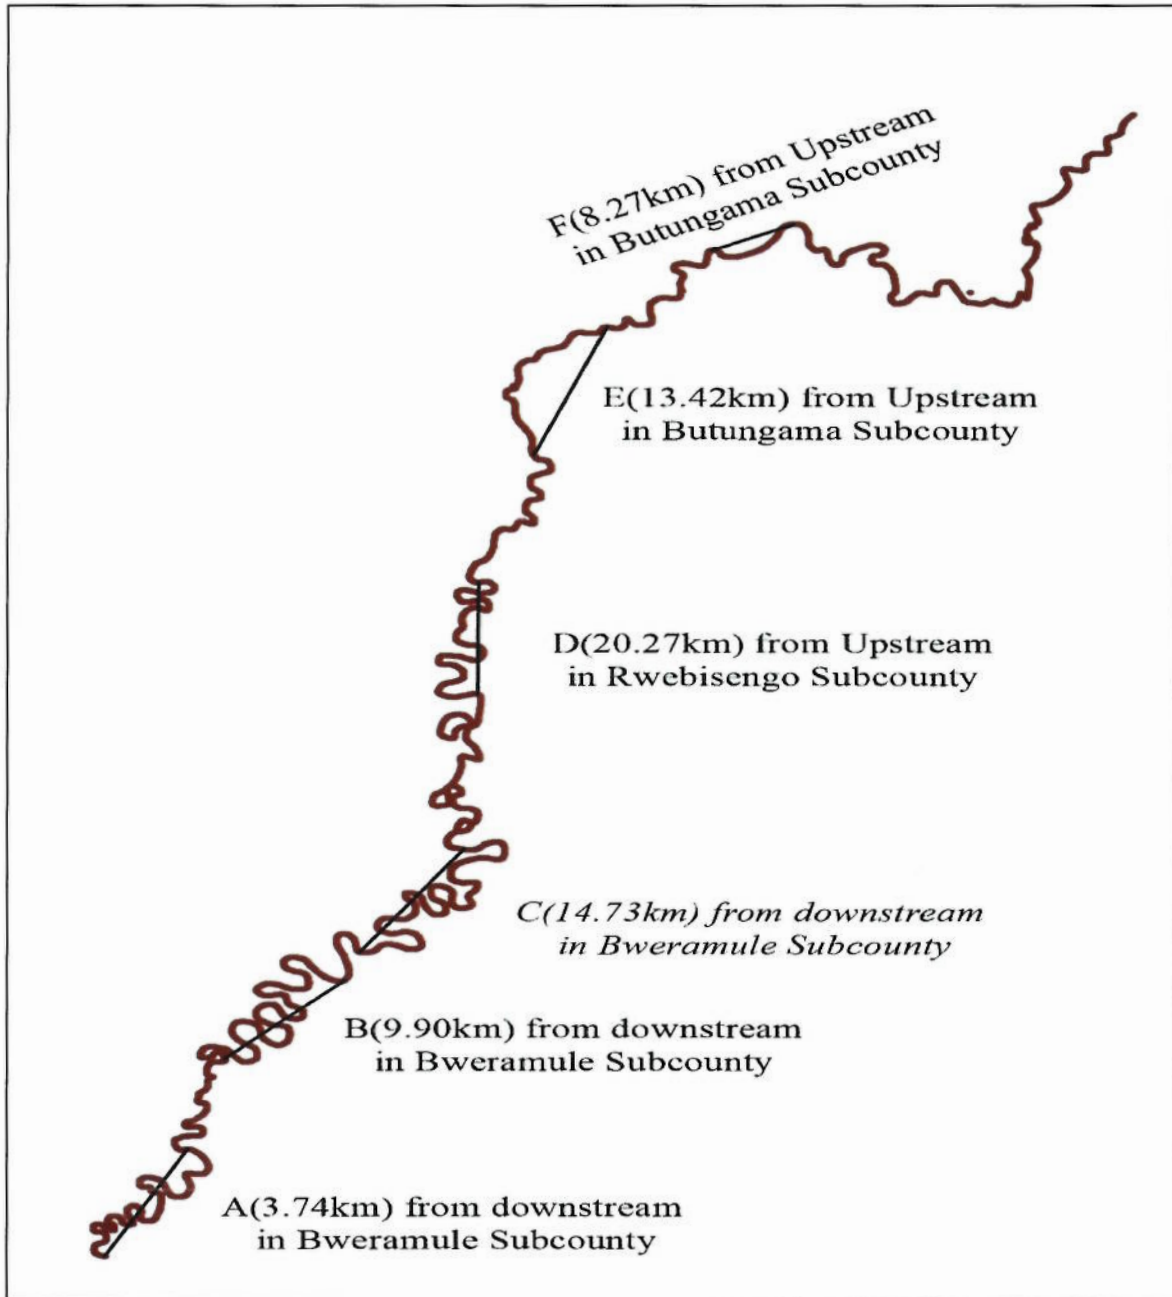 F(8.27km) from Upstream
in Butungama Subcounty
E(13.42km) from Upstream
in Butungama Subcounty
D(20.27km) from Upstream
in Rwebisengo Subcounty
C(14.73km) from downstream
in Bweramule Subcounty
B(9.90km) from downstream
in Bweramule Subcounty
A(3.74km) from downstream
in Bweramule Subcounty